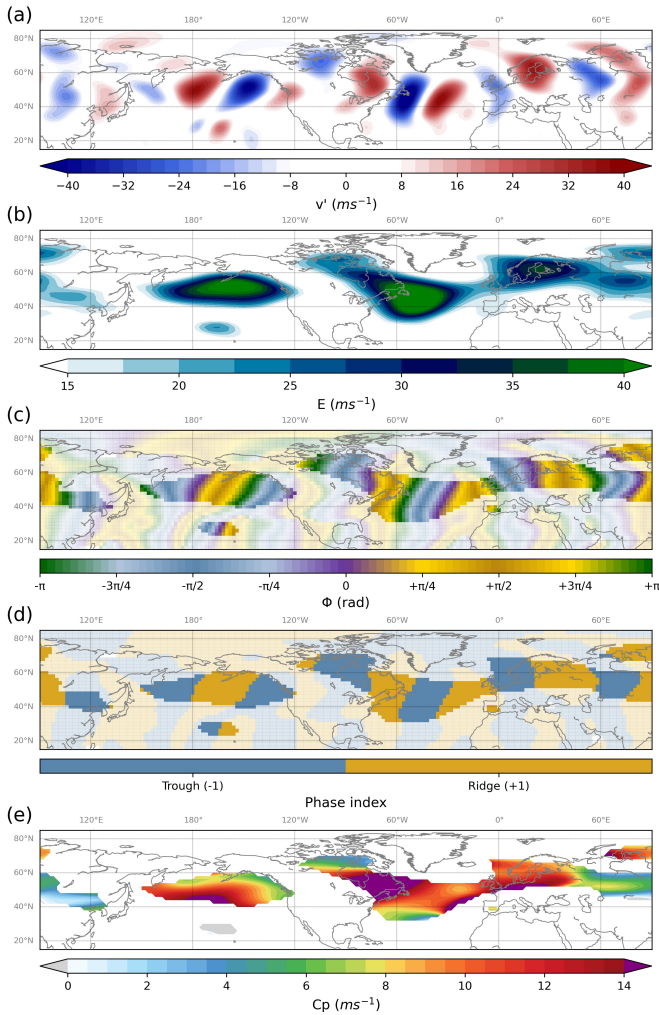 (a)
120°E 180° 120°W 60°W 0° 60°E
80°N
60°N
40°N
20°N
−40 −32 −24 −16 −8 0 8 16 24 32 40
v' (ms⁻¹)
(b)
120°E 180° 120°W 60°W 0° 60°E
80°N
60°N
40°N
20°N
15 20 25 30 35 40
E (ms⁻¹)
(c)
120°E 180° 120°W 60°W 0° 60°E
80°N
60°N
40°N
20°N
-π -3π/4 -π/2 -π/4 0 +π/4 +π/2 +3π/4 +π
Φ (rad)
(d)
120°E 180° 120°W 60°W 0° 60°E
80°N
60°N
40°N
20°N
Trough (-1) Ridge (+1)
Phase index
(e)
120°E 180° 120°W 60°W 0° 60°E
80°N
60°N
40°N
20°N
0 2 4 6 8 10 12 14
Cp (ms⁻¹)